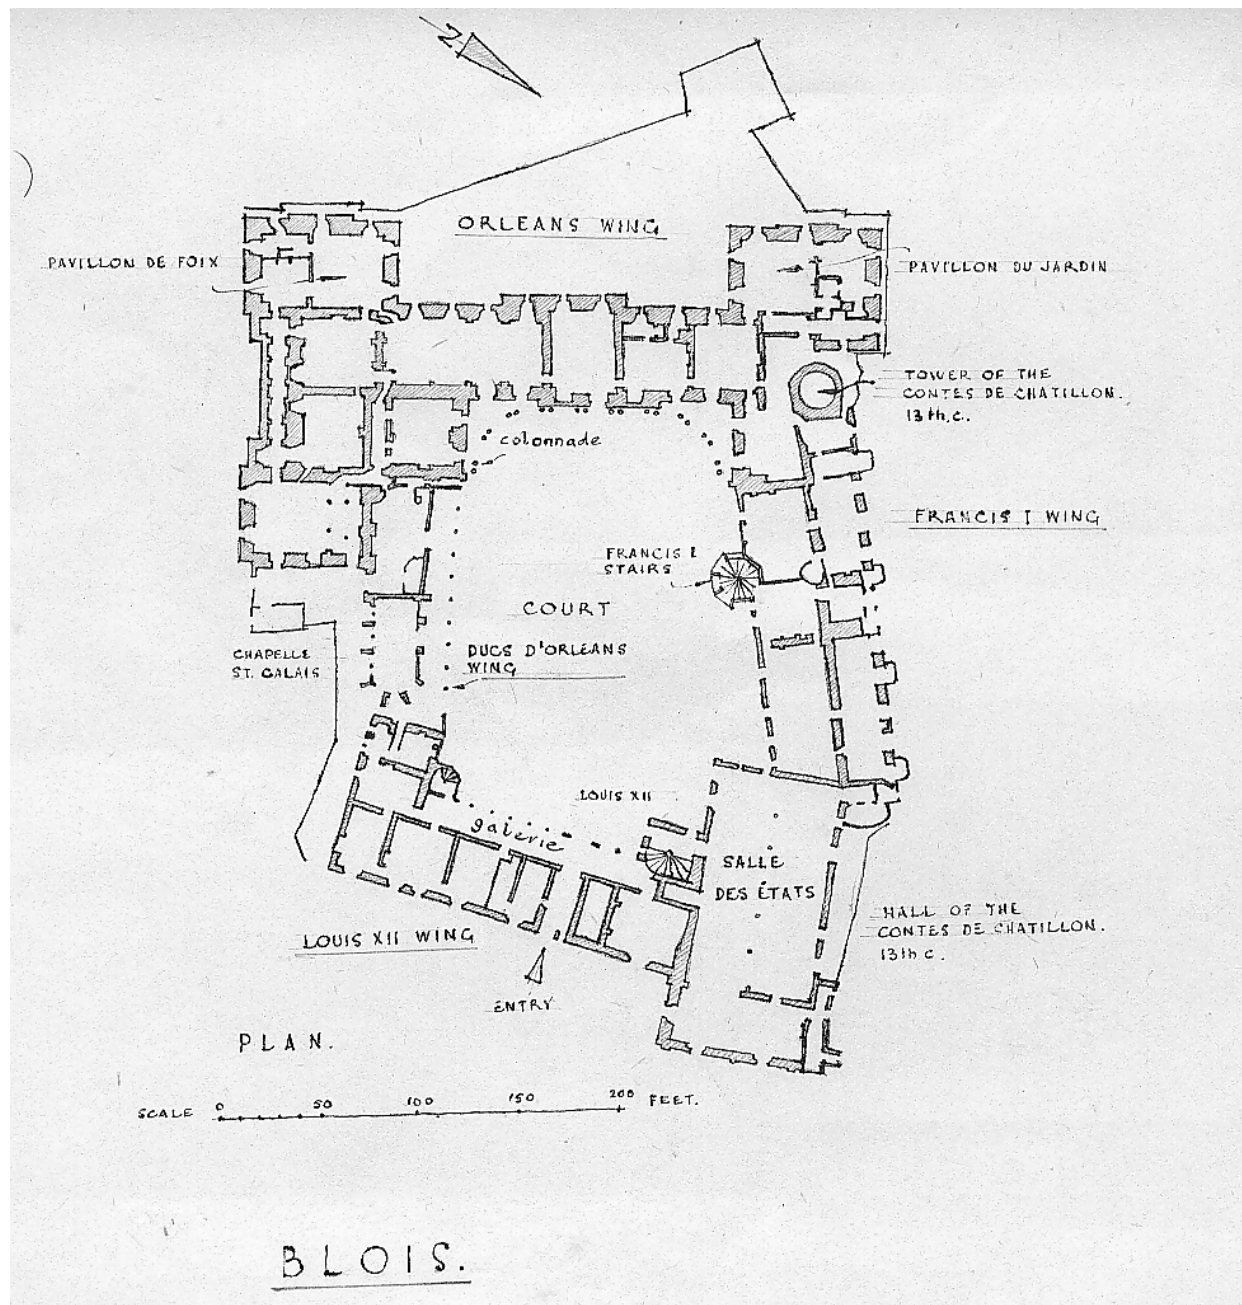 N
ORLEANS WING
PAVILLON DE FOIX
PAVILLON DU JARDIN
TOWER OF THE
CONTES DE CHATILLON.
13th, c.
colonnade
FRANCIS I WING
FRANCIS I
STAIRS
COURT
CHAPELLE
ST. CALAIS
DUCS D'ORLEANS
WING
LOUIS XII
galerie
SALLE
DES ÉTATS
HALL OF THE
CONTES DE CHATILLON.
13th c.
LOUIS XII WING
ENTRY
PLAN.
SCALE 0 50 100 150 200 FEET.
BLOIS.